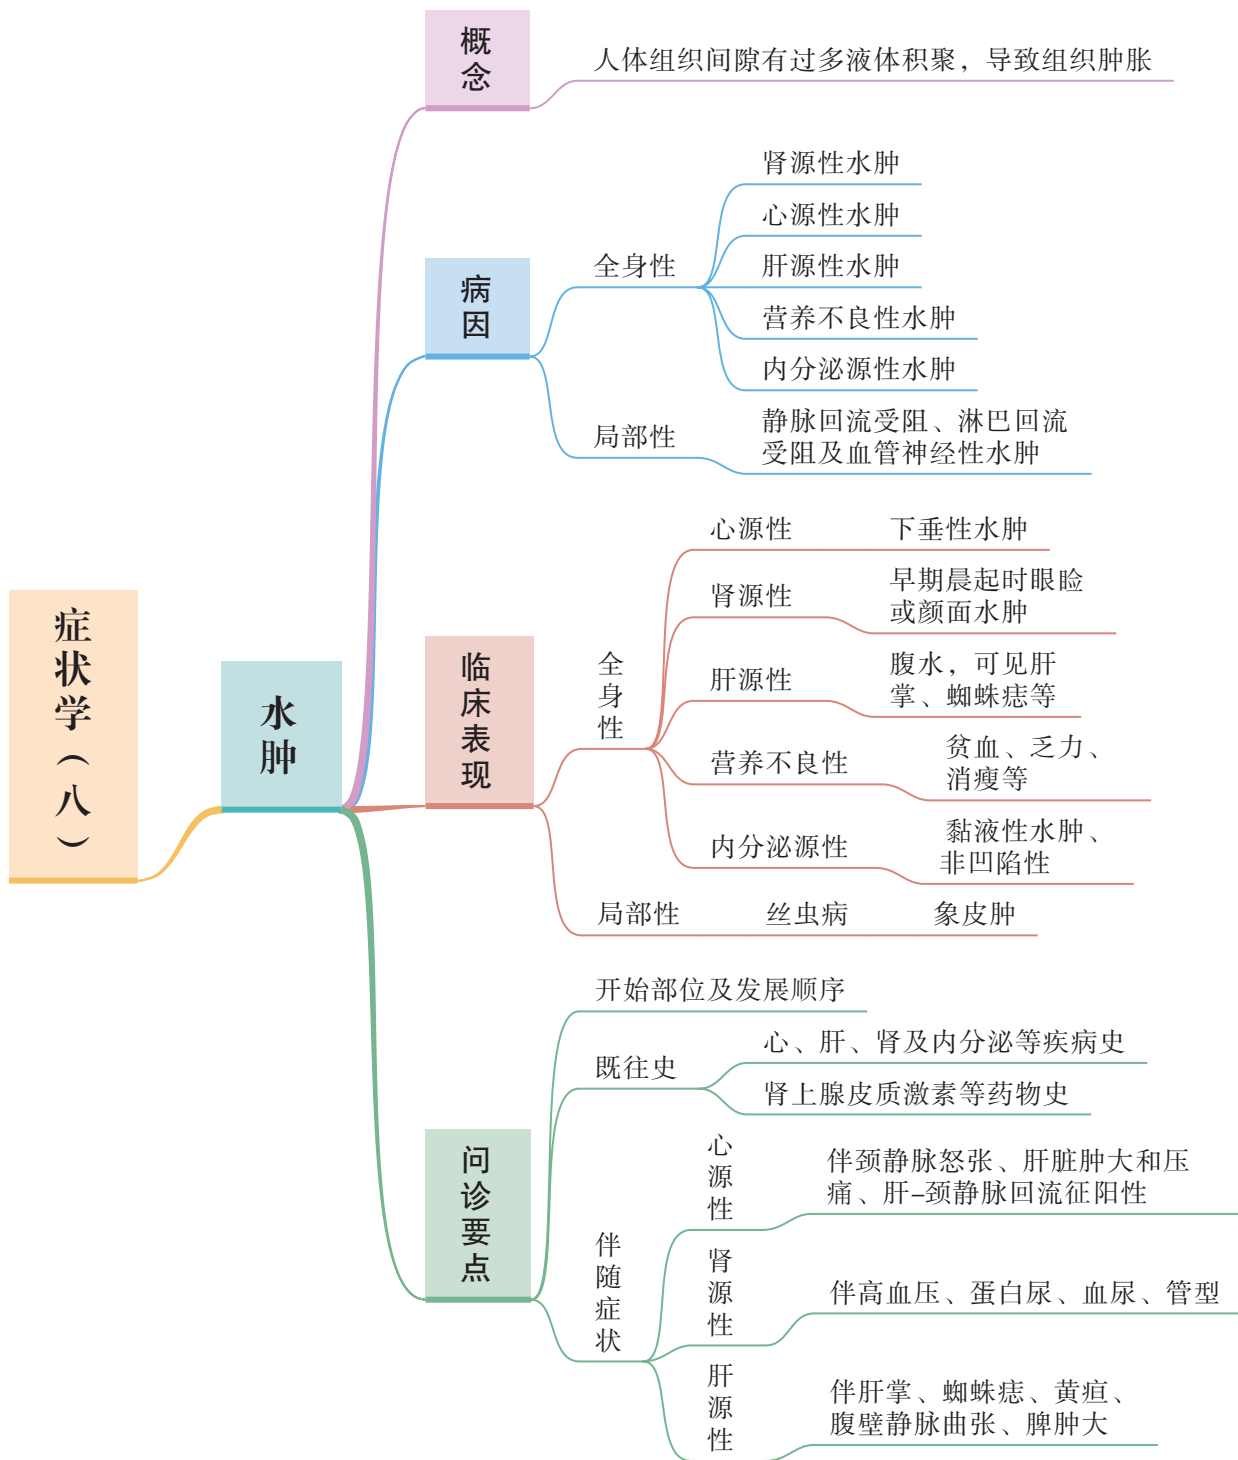 症状学（八）
水肿
概念
人体组织间隙有过多液体积聚，导致组织肿胀
病因
全身性
肾源性水肿
心源性水肿
肝源性水肿
营养不良性水肿
内分泌源性水肿
局部性
静脉回流受阻、淋巴回流
受阻及血管神经性水肿
临床表现
全身性
心源性
下垂性水肿
肾源性
早期晨起时眼睑
或颜面水肿
肝源性
腹水，可见肝
掌、蜘蛛痣等
营养不良性
贫血、乏力、
消瘦等
内分泌源性
黏液性水肿、
非凹陷性
局部性
丝虫病
象皮肿
问诊要点
开始部位及发展顺序
既往史
心、肝、肾及内分泌等疾病史
肾上腺皮质激素等药物史
伴随症状
心源性
伴颈静脉怒张、肝脏肿大和压
痛、肝–颈静脉回流征阳性
肾源性
伴高血压、蛋白尿、血尿、管型
肝源性
伴肝掌、蜘蛛痣、黄疸、
腹壁静脉曲张、脾肿大